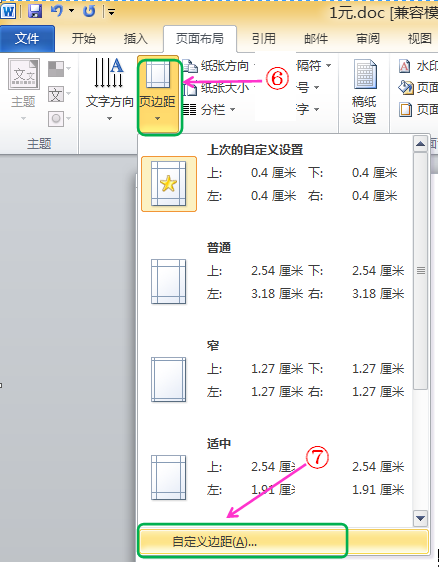 1元.doc [兼容模
文件 开始 插入 页面布局 引用 邮件 审阅 视图
文字方向 页边距 纸张方向 隔符 水印
主题 纸张大小 号 稿纸设置 页面
分栏 字 页面
主题
⑥
上次的自定义设置
上: 0.4 厘米 下: 0.4 厘米
左: 0.4 厘米 右: 0.4 厘米
普通
上: 2.54 厘米 下: 2.54 厘米
左: 3.18 厘米 右: 3.18 厘米
窄
上: 1.27 厘米 下: 1.27 厘米
左: 1.27 厘米 右: 1.27 厘米
适中
⑦
上: 2.54 厘 2.54 厘米
左: 1.91 厘 1.91 厘米
自定义边距(A)...